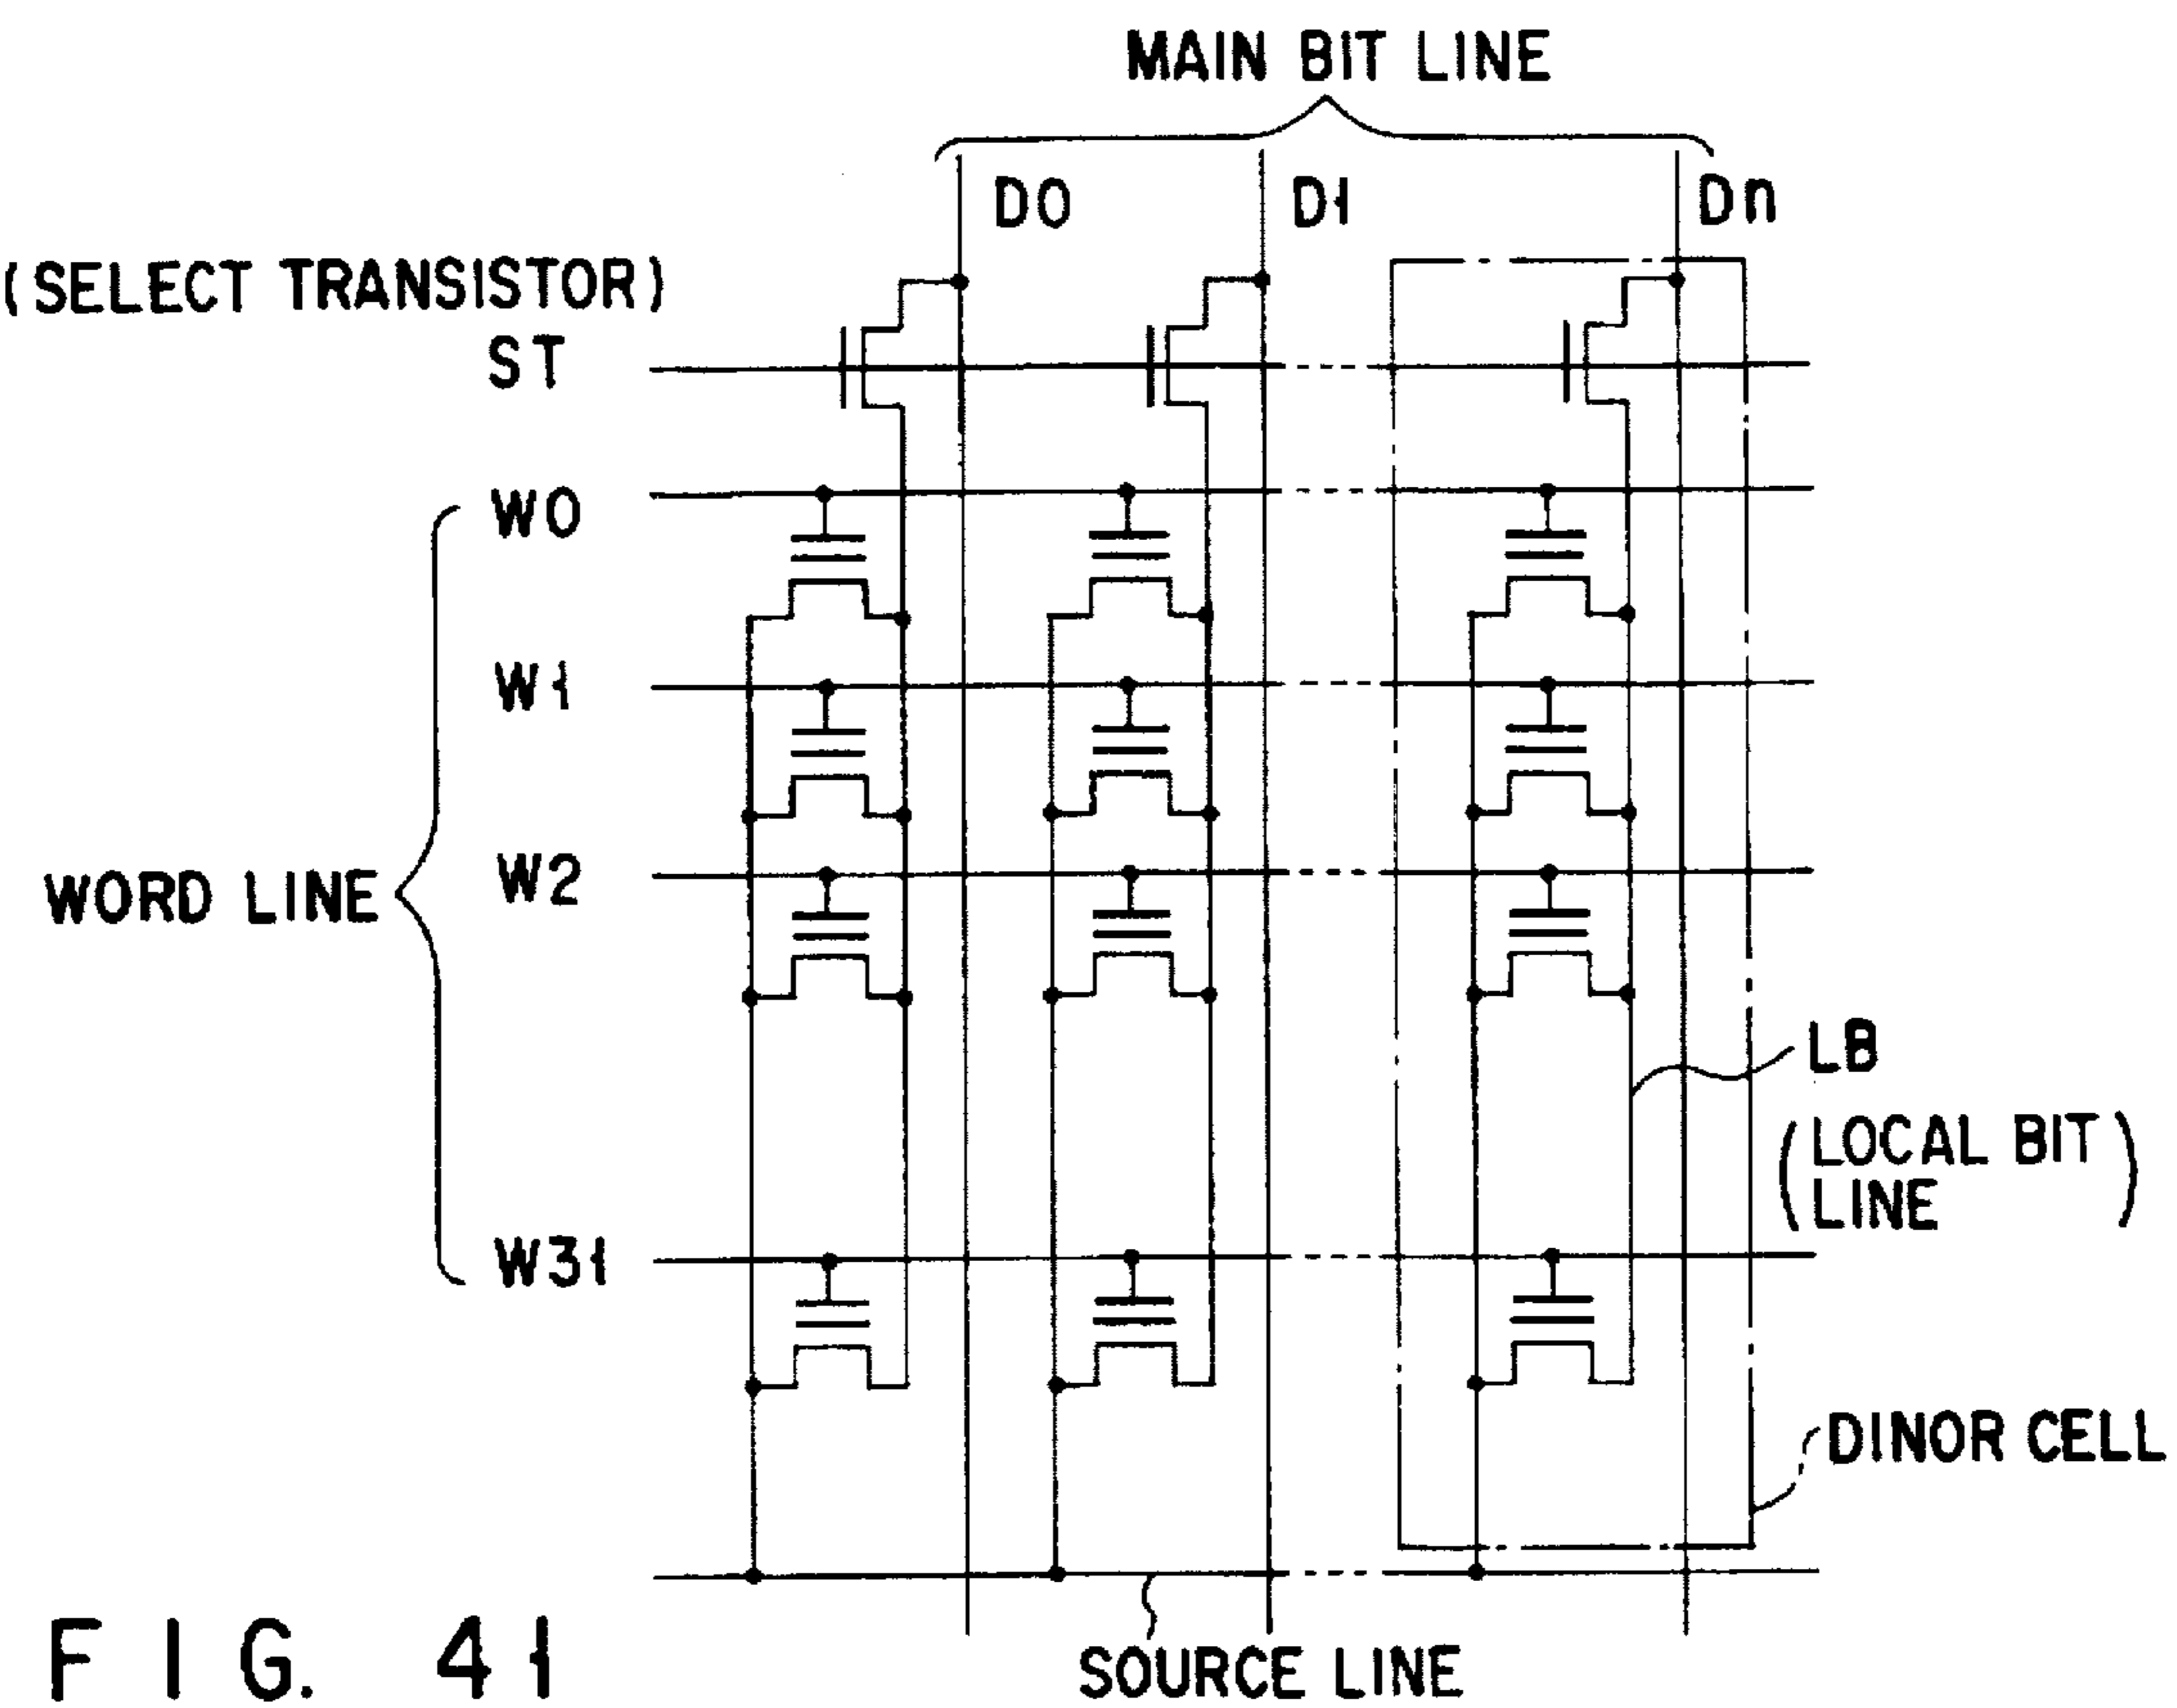 MAIN BIT LINE
D0 D1 Dn
(SELECT TRANSISTOR)
ST
W0
W1
WORD LINE
W2
LB
(LOCAL BIT
LINE)
W31
DINOR CELL
SOURCE LINE
FIG. 41